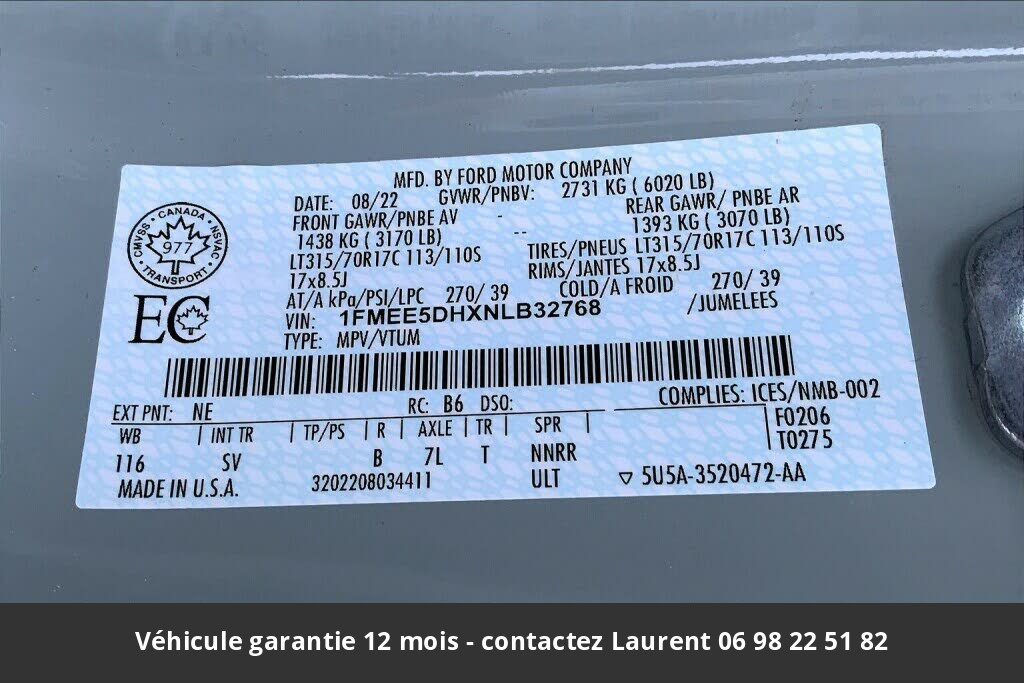 MFD. BY FORD MOTOR COMPANY
DATE: 08/22 GVWR/PNBV: 2731 KG ( 6020 LB)
FRONT GAWR/PNBE AV - REAR GAWR/ PNBE AR
1438 KG ( 3170 LB) -- 1393 KG ( 3070 LB)
LT315/70R17C 113/110S TIRES/PNEUS LT315/70R17C 113/110S
17x8.5J RIMS/JANTES 17x8.5J
AT/A kPa/PSI/LPC 270/ 39 COLD/A FROID 270/ 39
VIN: 1FMEE5DHXNLB32768 /JUMELEES
TYPE: MPV/VTUM
CANADA
CMVSS NSVAC
977
TRANSPORT
EC
COMPLIES: ICES/NMB-002
EXT PNT: NE RC: B6 DSO:
WB | INT TR | TP/PS | R | AXLE | TR | SPR | F0206
116 SV B 7L T NNRR T0275
MADE IN U.S.A. 3202208034411 ULT ▽ 5U5A-3520472-AA
Véhicule garantie 12 mois - contactez Laurent 06 98 22 51 82